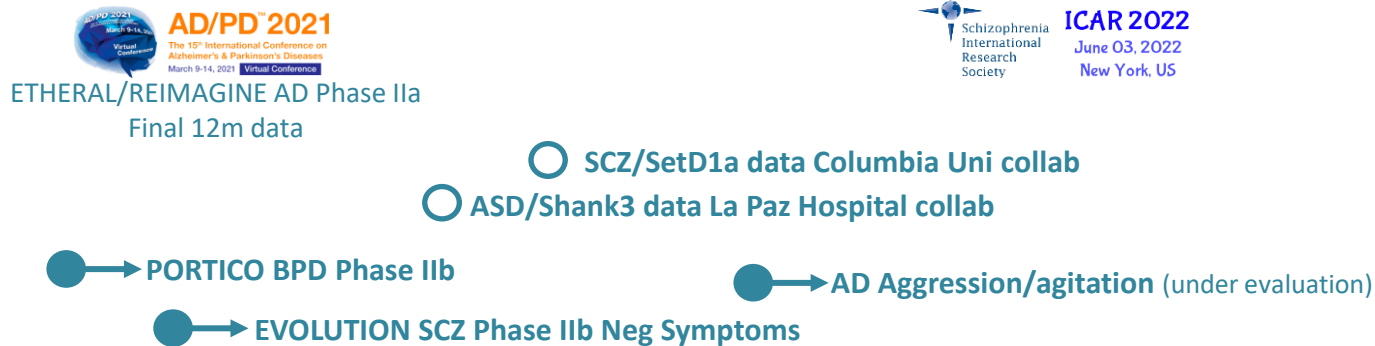 AD/PD 2021
March 9-14, 2021
Virtual
Conference
AD/PD™2021
The 15th International Conference on
Alzheimer's & Parkinson's Diseases
March 9-14, 2021 Virtual Conference
Schizophrenia
International
Research
Society
ICAR 2022
June 03, 2022
New York, US
ETHERAL/REIMAGINE AD Phase IIa
Final 12m data
SCZ/SetD1a data Columbia Uni collab
ASD/Shank3 data La Paz Hospital collab
PORTICO BPD Phase IIb
AD Aggression/agitation (under evaluation)
EVOLUTION SCZ Phase IIb Neg Symptoms